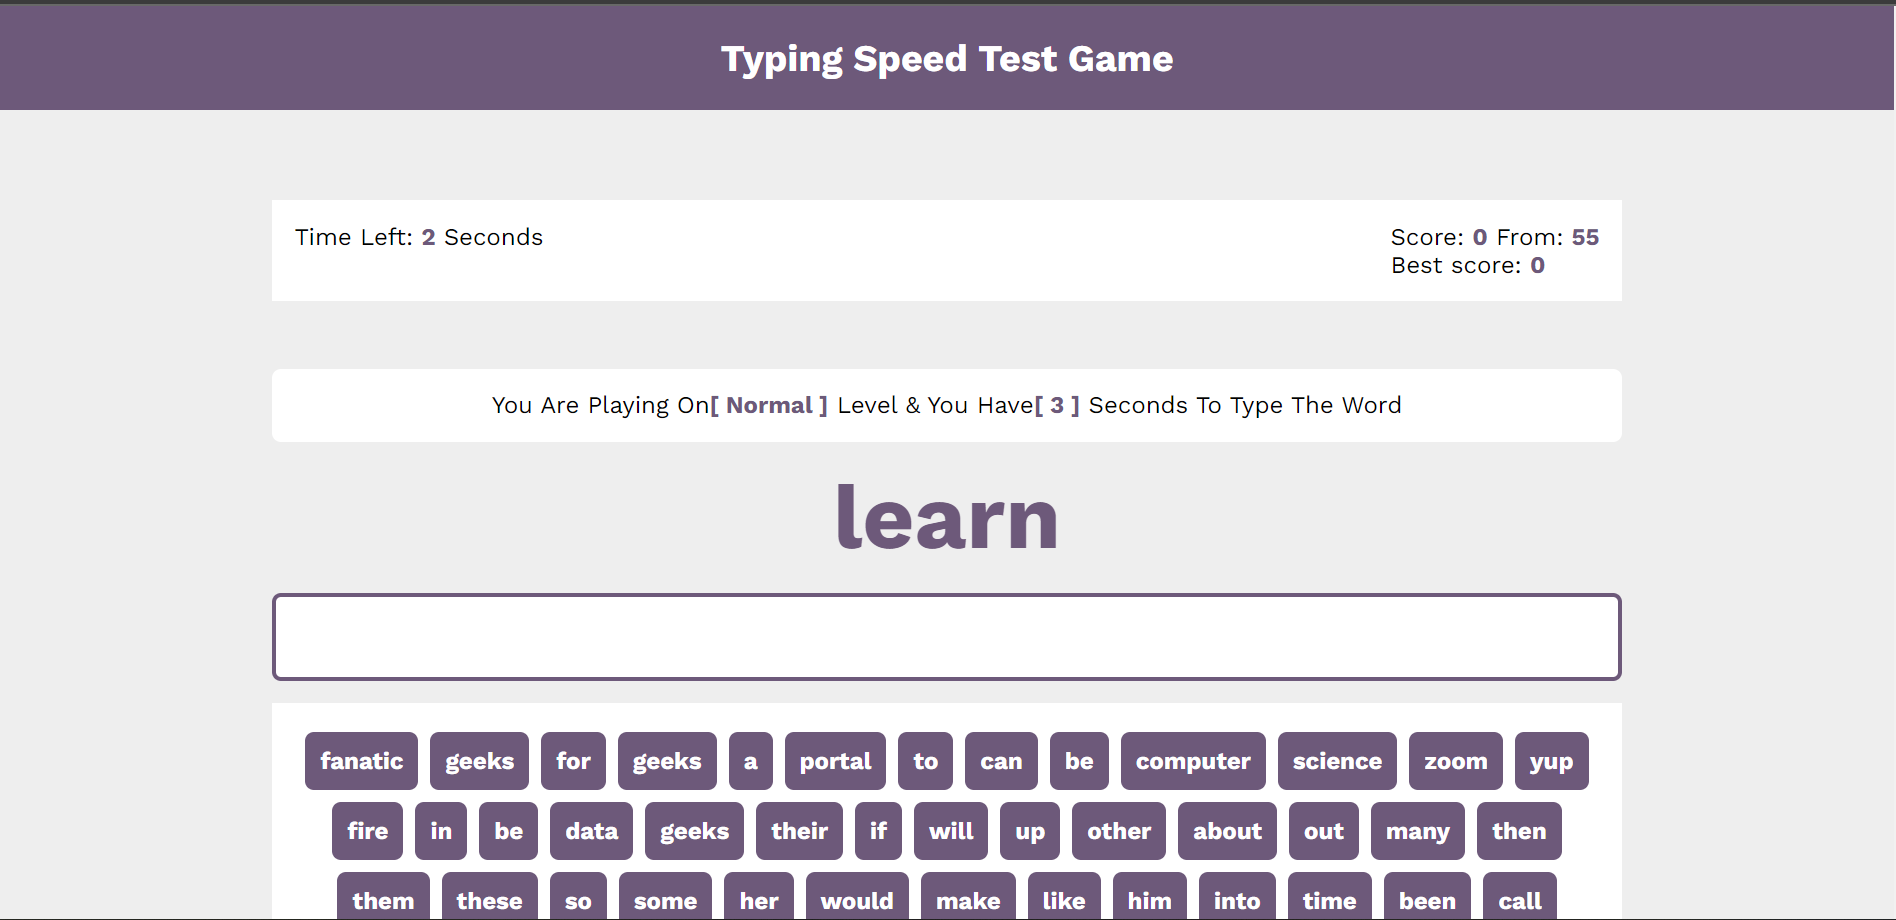 Typing Speed Test Game
Time Left: 2 Seconds
Score: 0 From: 55
Best score: 0
You Are Playing On[ Normal ] Level & You Have[ 3 ] Seconds To Type The Word
learn
fanatic geeks for geeks a portal to can be computer science zoom yup
fire in be data geeks their if will up other about out many then
them these so some her would make like him into time been call